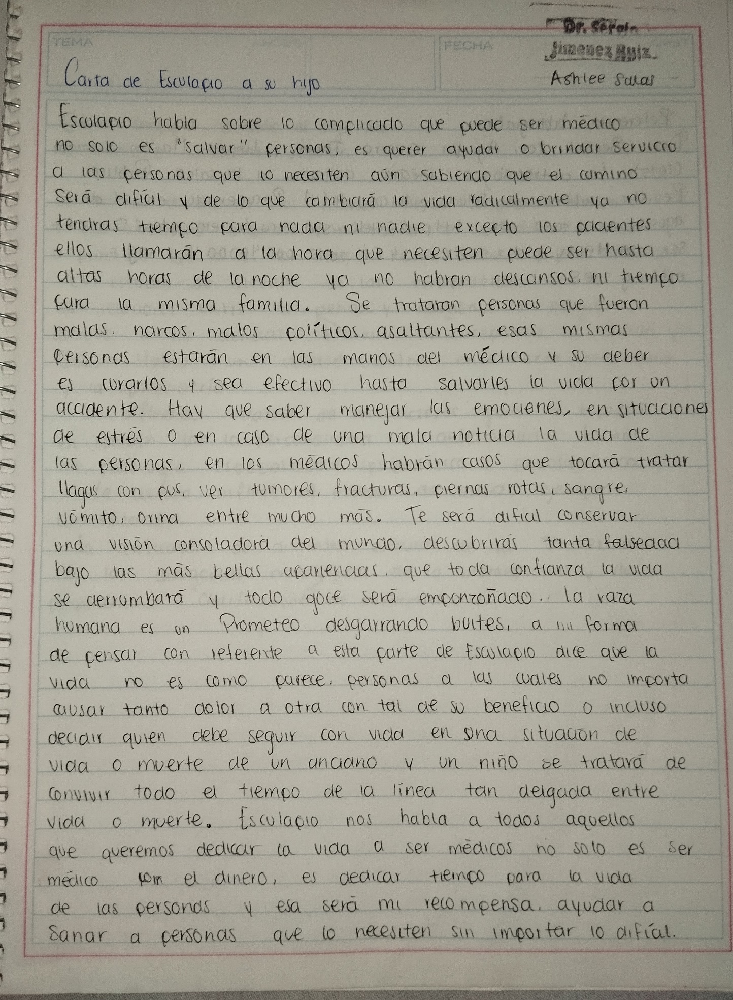 Dr. Sergio
Jimenez Ruiz
TEMA
FECHA
Ashlee Salas
Carta de Esculapio a su hijo
Esculapio habla sobre lo complicado que puede ser médico
no solo es "salvar" personas, es querer ayudar o brindar servicio
a las personas que lo necesiten aún sabiendo que el camino
será difícil y de lo que cambiará la vida radicalmente ya no
tendras tiempo para nada ni nadie excepto los pacientes
ellos llamarán a la hora que necesiten puede ser hasta
altas horas de la noche ya no habran descansos, ni tiempo
para la misma familia. Se trataran personas que fueron
malas, narcos, malos políticos, asaltantes, esas mismas
personas estarán en las manos del médico y su deber
es curarlos y sea efectivo hasta salvarles la vida por un
accidente. Hay que saber manejar las emociones, en situaciones
de estrés o en caso de una mala noticia la vida de
las personas, en los médicos habrán casos que tocará tratar
llagas con pus, ver tumores, fracturas, piernas rotas, sangre,
vómito, orina entre mucho más. Te será difícil conservar
una visión consoladora del mundo, descubrirás tanta falsedad
bajo las más bellas apariencias, que toda confianza la vida
se derrumbará y todo goce será emponzoñado. La raza
humana es un Prometeo desgarrando buites, a mi forma
de pensar con referente a esta parte de Esculapio dice que la
vida no es como parece, personas a las cuales no importa
causar tanto dolor a otra con tal de su beneficio o incluso
decidir quien debe seguir con vida en una situación de
vida o muerte de un anciano y un niño se tratará de
convivir todo el tiempo de la línea tan delgada entre
vida o muerte. Esculapio nos habla a todos aquellos
que queremos dedicar la vida a ser médicos no solo es ser
médico el dinero, es dedicar tiempo para la vida
de las personas y esa será mi recompensa, ayudar a
sanar a personas que lo necesiten sin importar lo difícil.